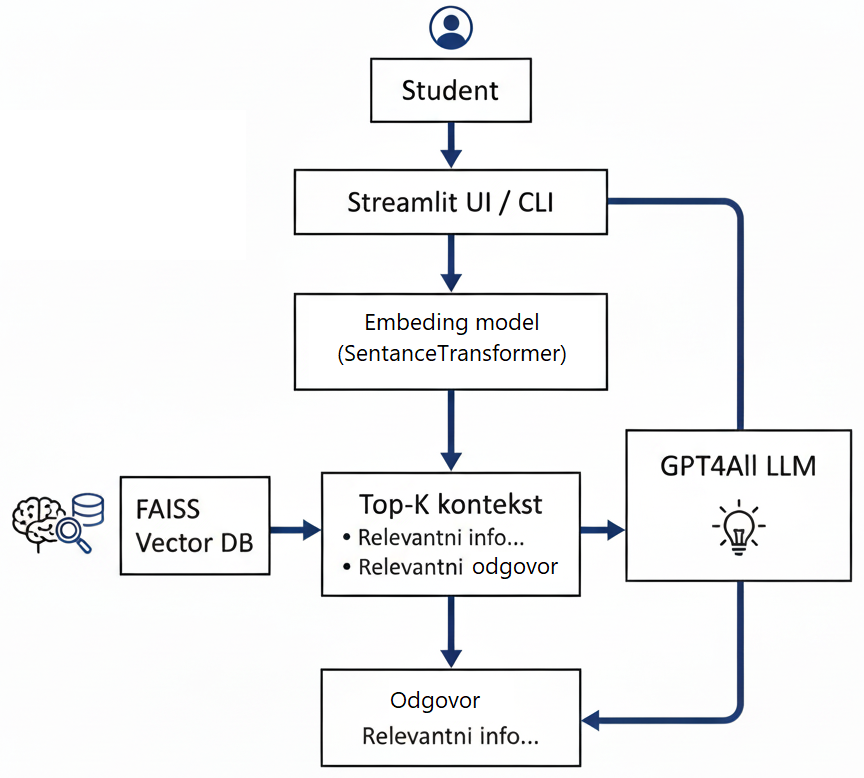 Student
Streamlit UI / CLI
Embeding model
(SentanceTransformer)
FAISS
Vector DB
Top-K kontekst
• Relevantni info...
• Relevantni odgovor
GPT4All LLM
Odgovor
Relevantni info...